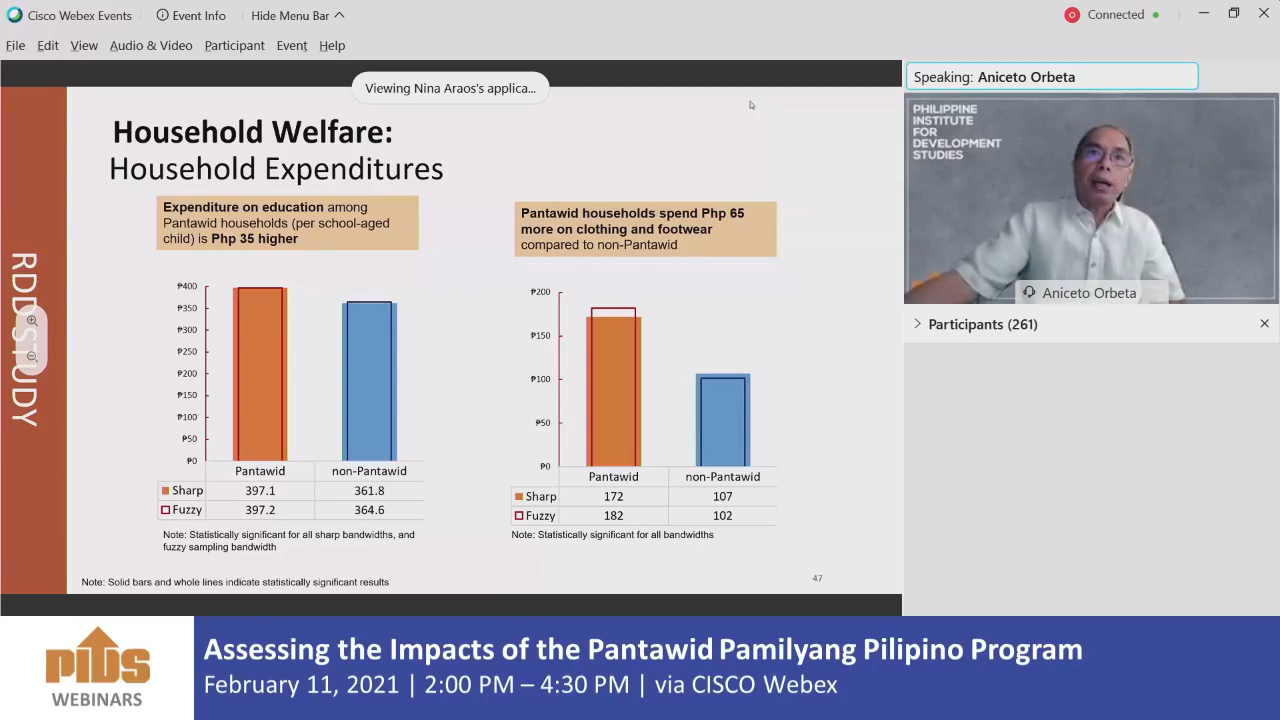 Cisco Webex Events
Event Info
Hide Menu Bar
Connected
File Edit View Audio & Video Participant Event Help
Viewing Nina Araos's applica...
Speaking: Aniceto Orbeta
PHILIPPINE
INSTITUTE
FOR
DEVELOPMENT
STUDIES
Aniceto Orbeta
Participants (261)
RDD STUDY
Household Welfare:
Household Expenditures
Expenditure on education among
Pantawid households (per school-aged
child) is Php 35 higher
₱400
₱350
₱300
₱250
₱200
₱150
₱100
₱50
₱0
Pantawid non-Pantawid
Sharp 397.1 361.8
Fuzzy 397.2 364.6
Note: Statistically significant for all sharp bandwidths, and
fuzzy sampling bandwidth
Pantawid households spend Php 65
more on clothing and footwear
compared to non-Pantawid
₱200
₱150
₱100
₱50
₱0
Pantawid non-Pantawid
Sharp 172 107
Fuzzy 182 102
Note: Statistically significant for all bandwidths
Note: Solid bars and whole lines indicate statistically significant results
47
PIDS
WEBINARS
Assessing the Impacts of the Pantawid Pamilyang Pilipino Program
February 11, 2021 | 2:00 PM – 4:30 PM | via CISCO Webex